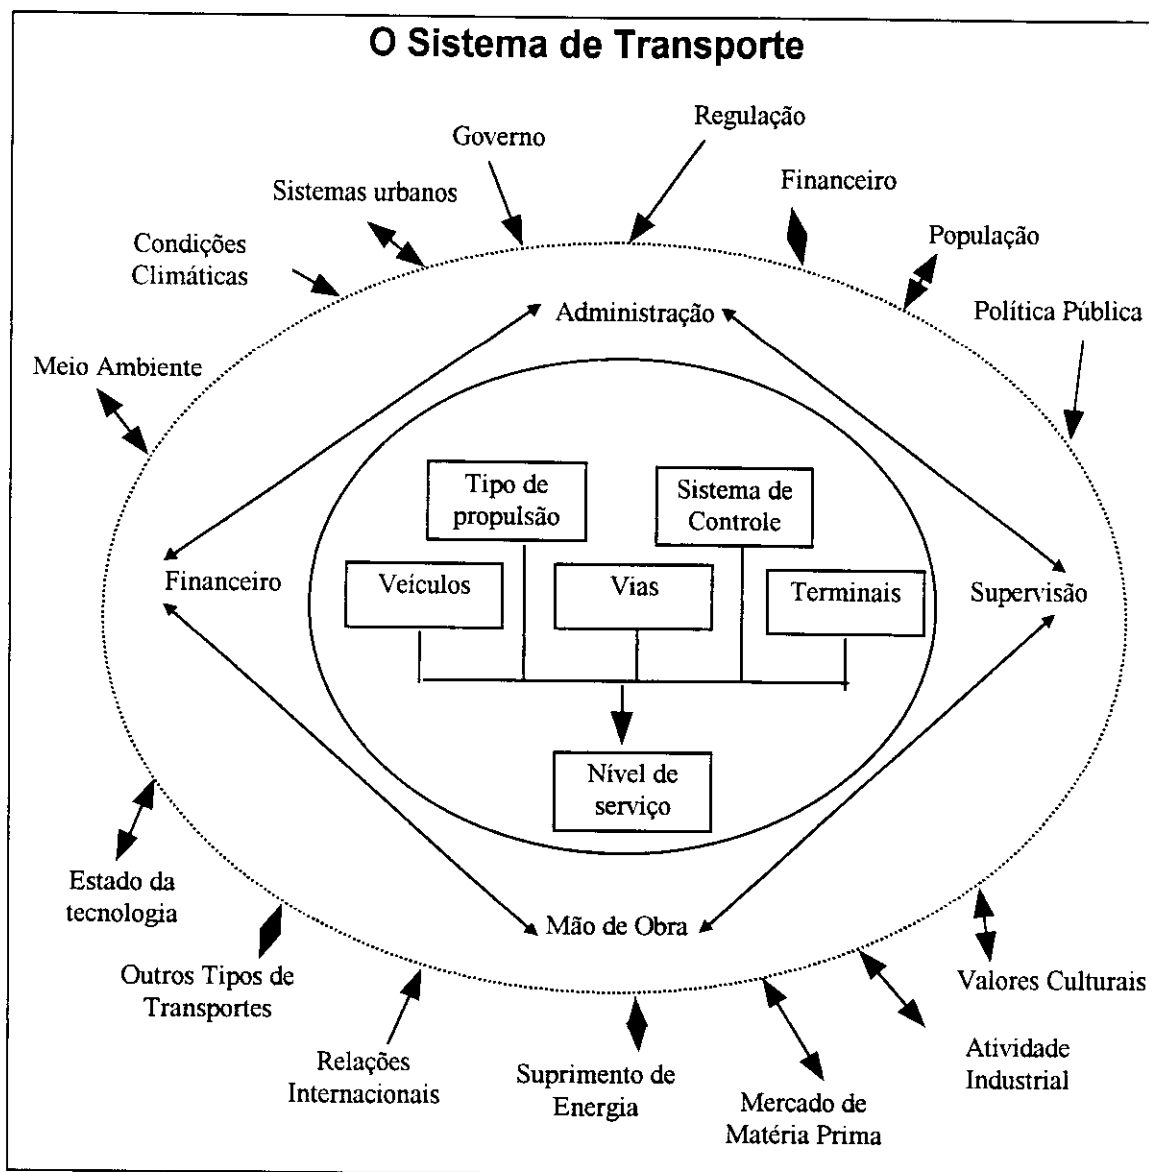 O Sistema de Transporte
Regulação
Governo
Financeiro
Sistemas urbanos
População
Condições
Climáticas
Política Pública
Administração
Meio Ambiente
Tipo de
propulsão
Sistema de
Controle
Financeiro
Veículos
Vias
Terminais
Supervisão
Nível de
serviço
Estado da
tecnologia
Mão de Obra
Outros Tipos de
Transportes
Valores Culturais
Relações
Internacionais
Suprimento de
Energia
Mercado de
Matéria Prima
Atividade
Industrial